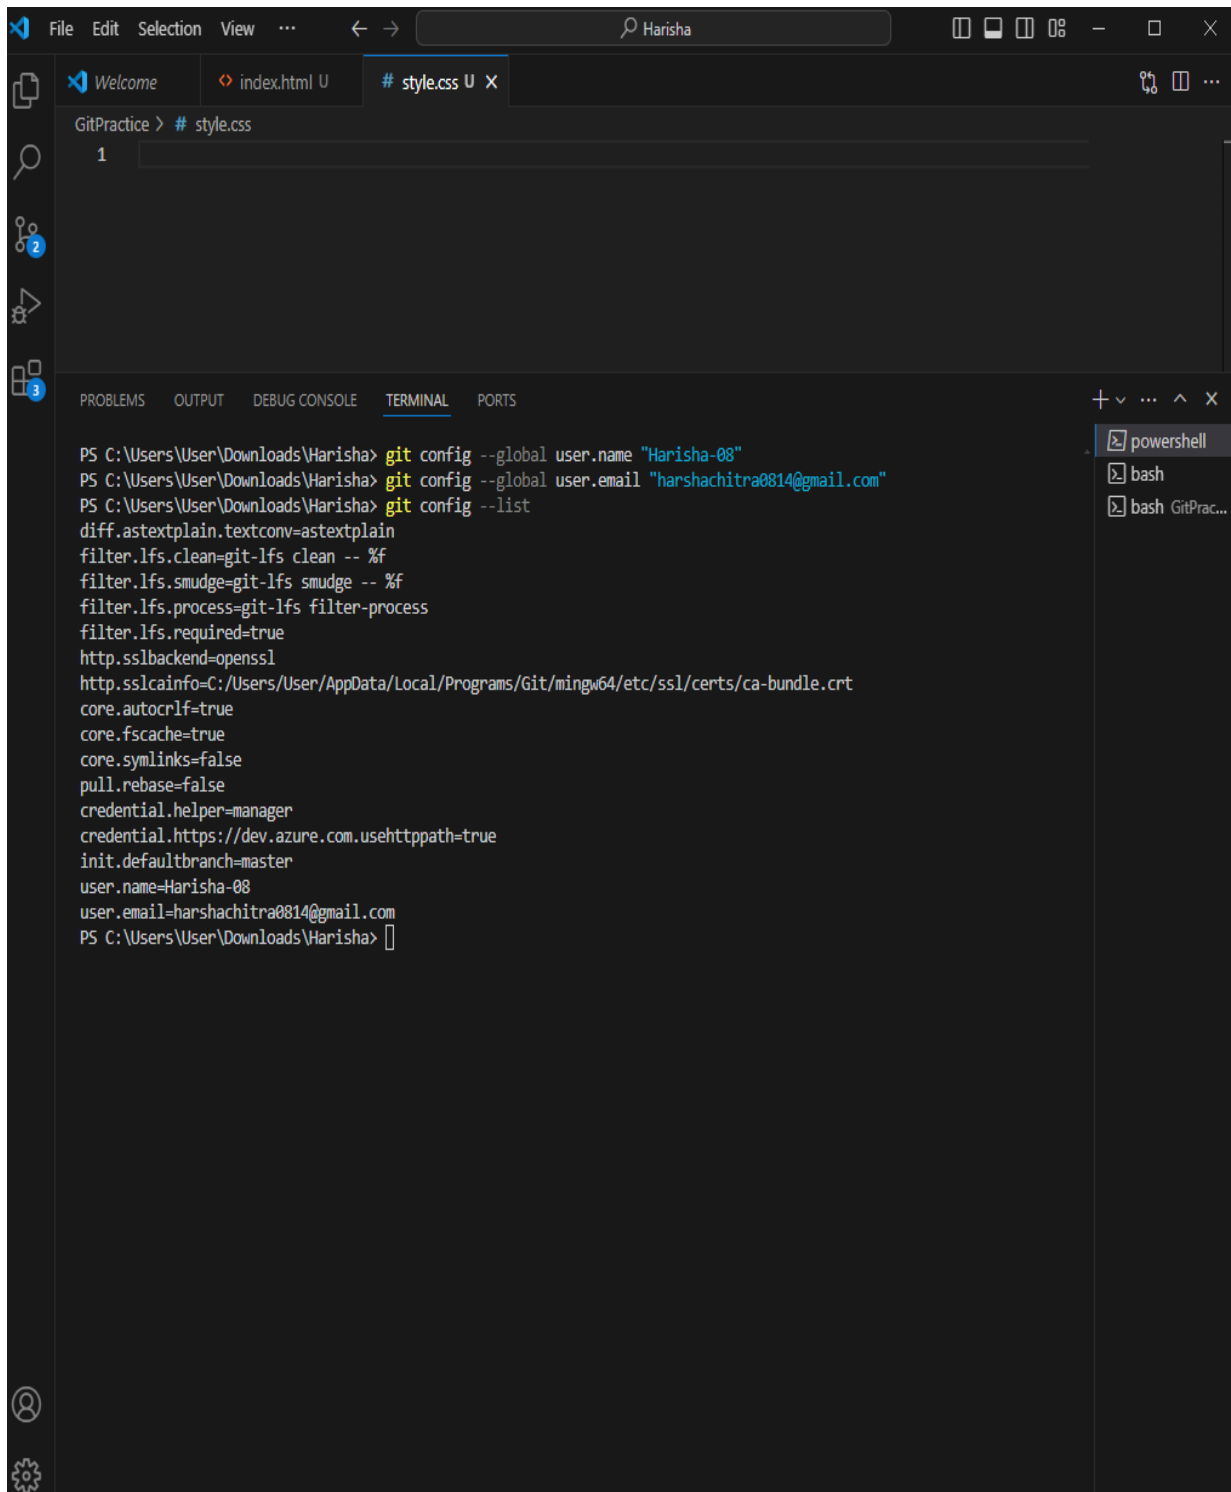 File Edit Selection View ··· Harisha
Welcome index.html U # style.css U
GitPractice > # style.css
1
2
3
PROBLEMS OUTPUT DEBUG CONSOLE TERMINAL PORTS
PS C:\Users\User\Downloads\Harisha> git config --global user.name "Harisha-08"
PS C:\Users\User\Downloads\Harisha> git config --global user.email "harshachitra0814@gmail.com"
PS C:\Users\User\Downloads\Harisha> git config --list
diff.astextplain.textconv=astextplain
filter.lfs.clean=git-lfs clean -- %f
filter.lfs.smudge=git-lfs smudge -- %f
filter.lfs.process=git-lfs filter-process
filter.lfs.required=true
http.sslbackend=openssl
http.sslcainfo=C:/Users/User/AppData/Local/Programs/Git/mingw64/etc/ssl/certs/ca-bundle.crt
core.autocrlf=true
core.fscache=true
core.symlinks=false
pull.rebase=false
credential.helper=manager
credential.https://dev.azure.com.usehttppath=true
init.defaultbranch=master
user.name=Harisha-08
user.email=harshachitra0814@gmail.com
PS C:\Users\User\Downloads\Harisha>
powershell
bash
bash GitPrac...